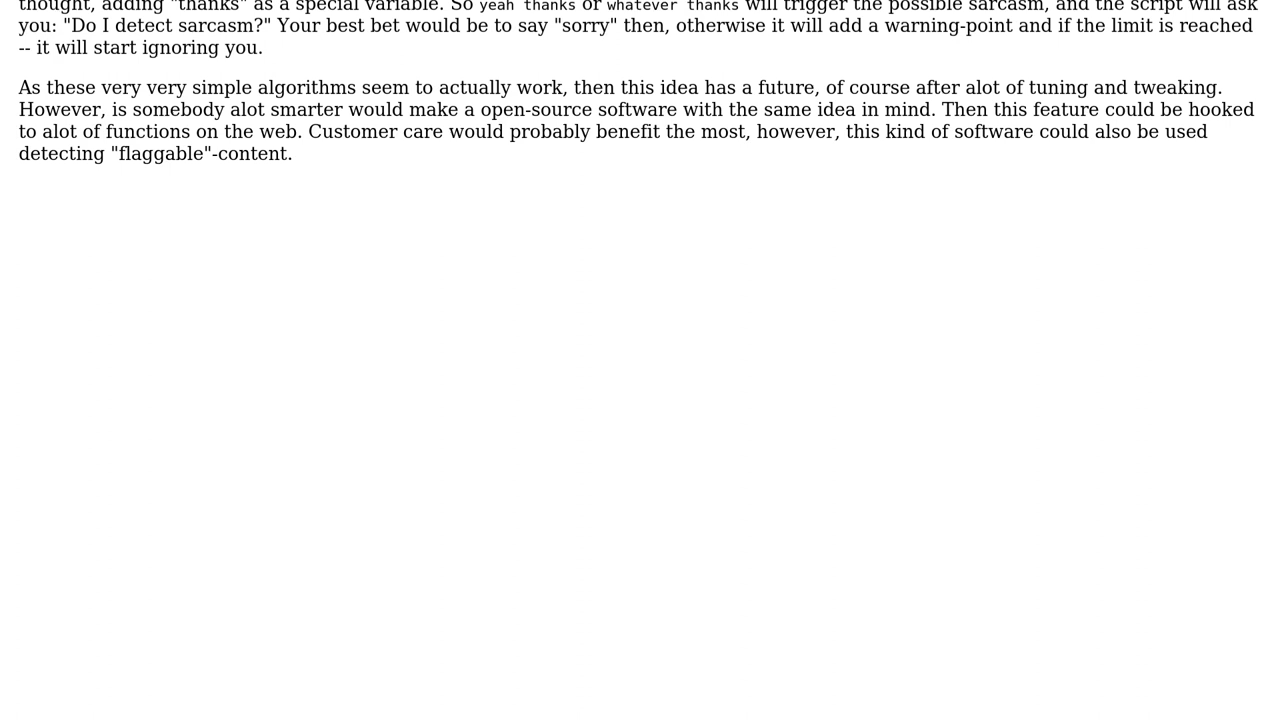 thought, adding "thanks" as a special variable. So yeah thanks or whatever thanks will trigger the possible sarcasm, and the script will ask
you: "Do I detect sarcasm?" Your best bet would be to say "sorry" then, otherwise it will add a warning-point and if the limit is reached
-- it will start ignoring you.
As these very very simple algorithms seem to actually work, then this idea has a future, of course after alot of tuning and tweaking.
However, is somebody alot smarter would make a open-source software with the same idea in mind. Then this feature could be hooked
to alot of functions on the web. Customer care would probably benefit the most, however, this kind of software could also be used
detecting "flaggable"-content.